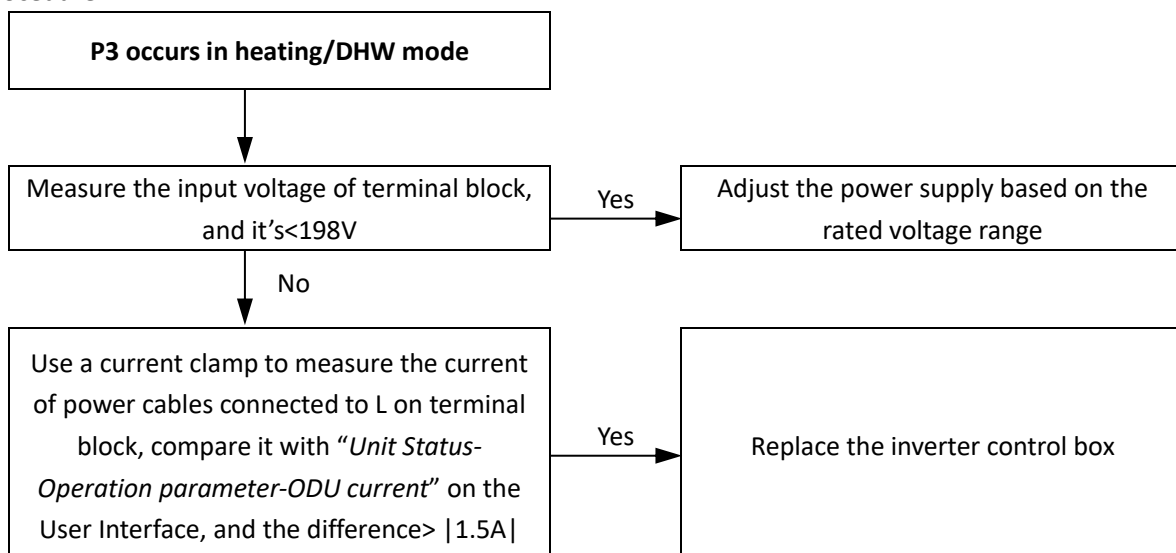 P3 occurs in heating/DHW mode
Measure the input voltage of terminal block,
and it’s<198V
Yes
Adjust the power supply based on the
rated voltage range
No
Use a current clamp to measure the current
of power cables connected to L on terminal
block, compare it with “Unit Status-
Operation parameter-ODU current” on the
User Interface, and the difference> |1.5A|
Yes
Replace the inverter control box